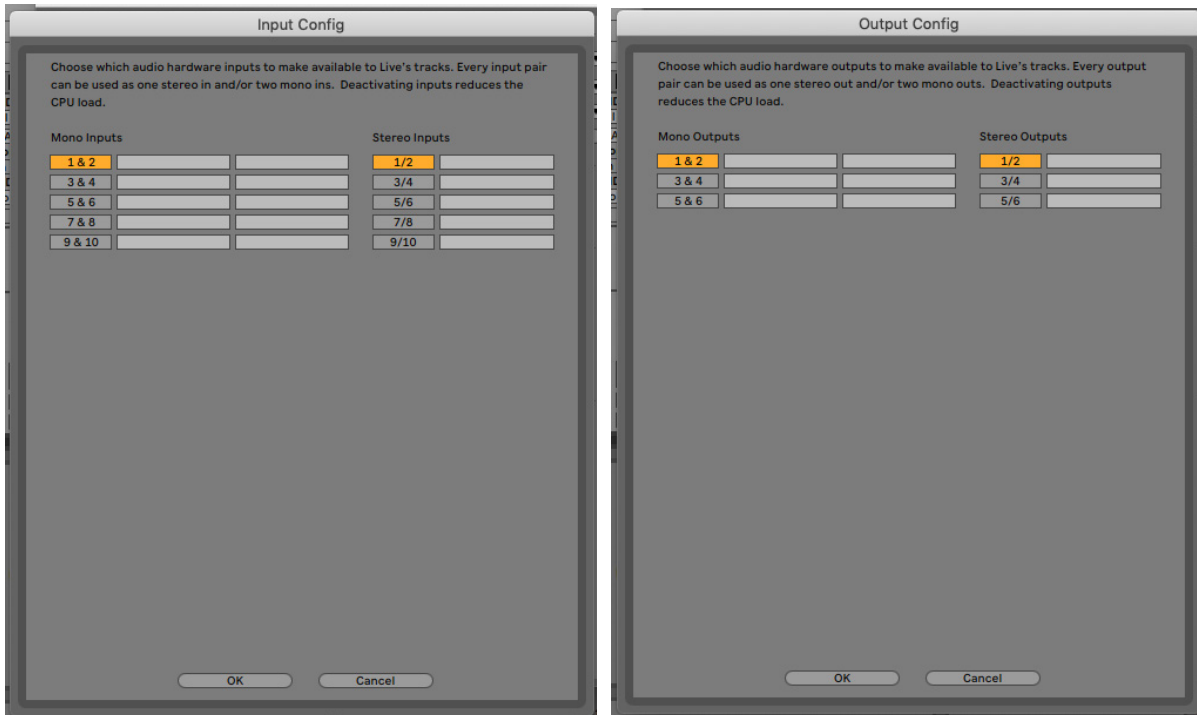 Input Config
Choose which audio hardware inputs to make available to Live's tracks. Every input pair
can be used as one stereo in and/or two mono ins.  Deactivating inputs reduces the
CPU load.
Mono Inputs Stereo Inputs
1 & 2 1/2
3 & 4 3/4
5 & 6 5/6
7 & 8 7/8
9 & 10 9/10
OK Cancel
Output Config
Choose which audio hardware outputs to make available to Live's tracks. Every output
pair can be used as one stereo out and/or two mono outs.  Deactivating outputs
reduces the CPU load.
Mono Outputs Stereo Outputs
1 & 2 1/2
3 & 4 3/4
5 & 6 5/6
OK Cancel